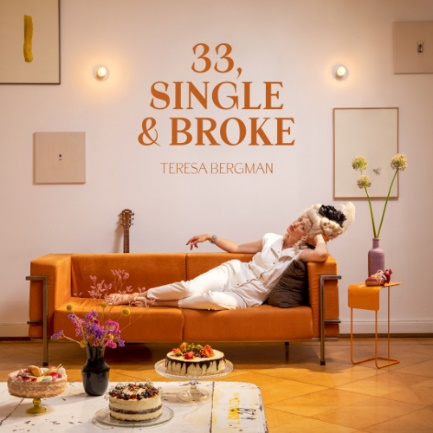 33,
SINGLE
& BROKE
TERESA BERGMAN